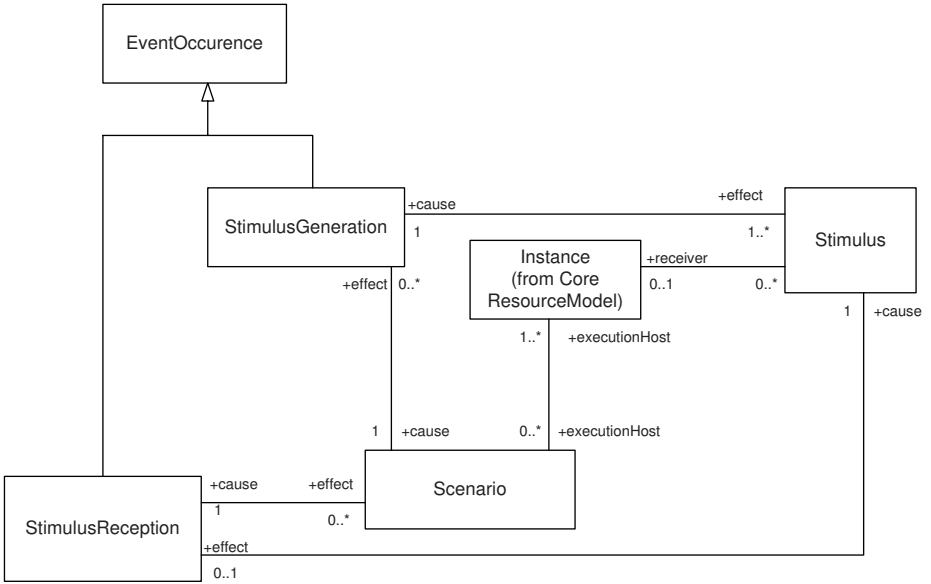 EventOccurence
StimulusGeneration
+cause
1
+effect
1..*
Stimulus
Instance
(from Core
ResourceModel)
+receiver
0..1
0..*
+effect
0..*
1..*
+executionHost
1
+cause
1
+cause
0..*
+executionHost
Scenario
StimulusReception
+cause
1
+effect
0..*
+effect
0..1